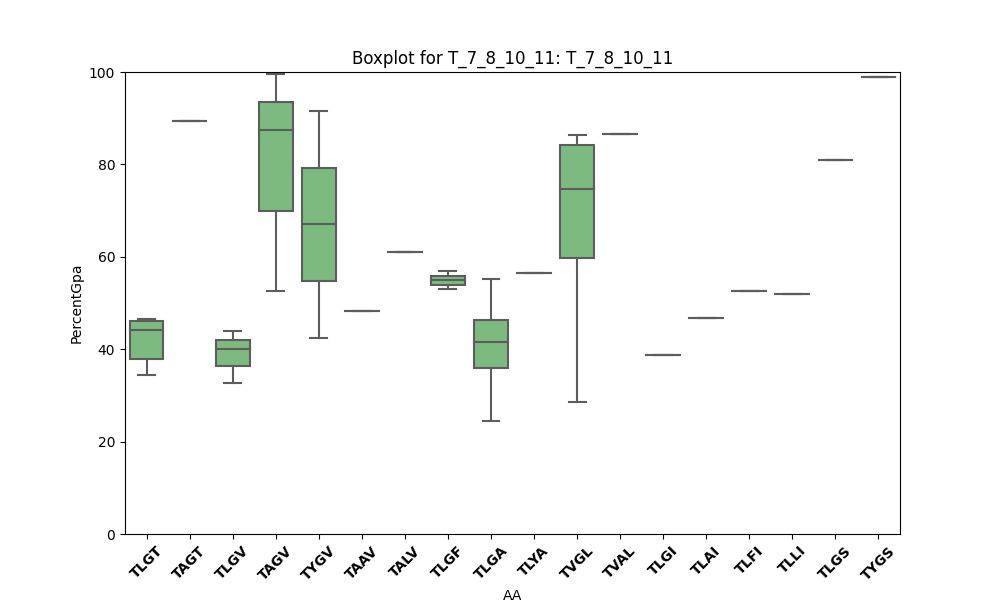 Boxplot for T_7_8_10_11: T_7_8_10_11
100
80
60
40
20
0
PercentGpa
TLGT TAGT TLGV TAGV TYGV TAAV TALV TLGF TLGA TLYA TVGL TVAL TLGI TLAI TLFI TLLI TLGS TYGS
AA